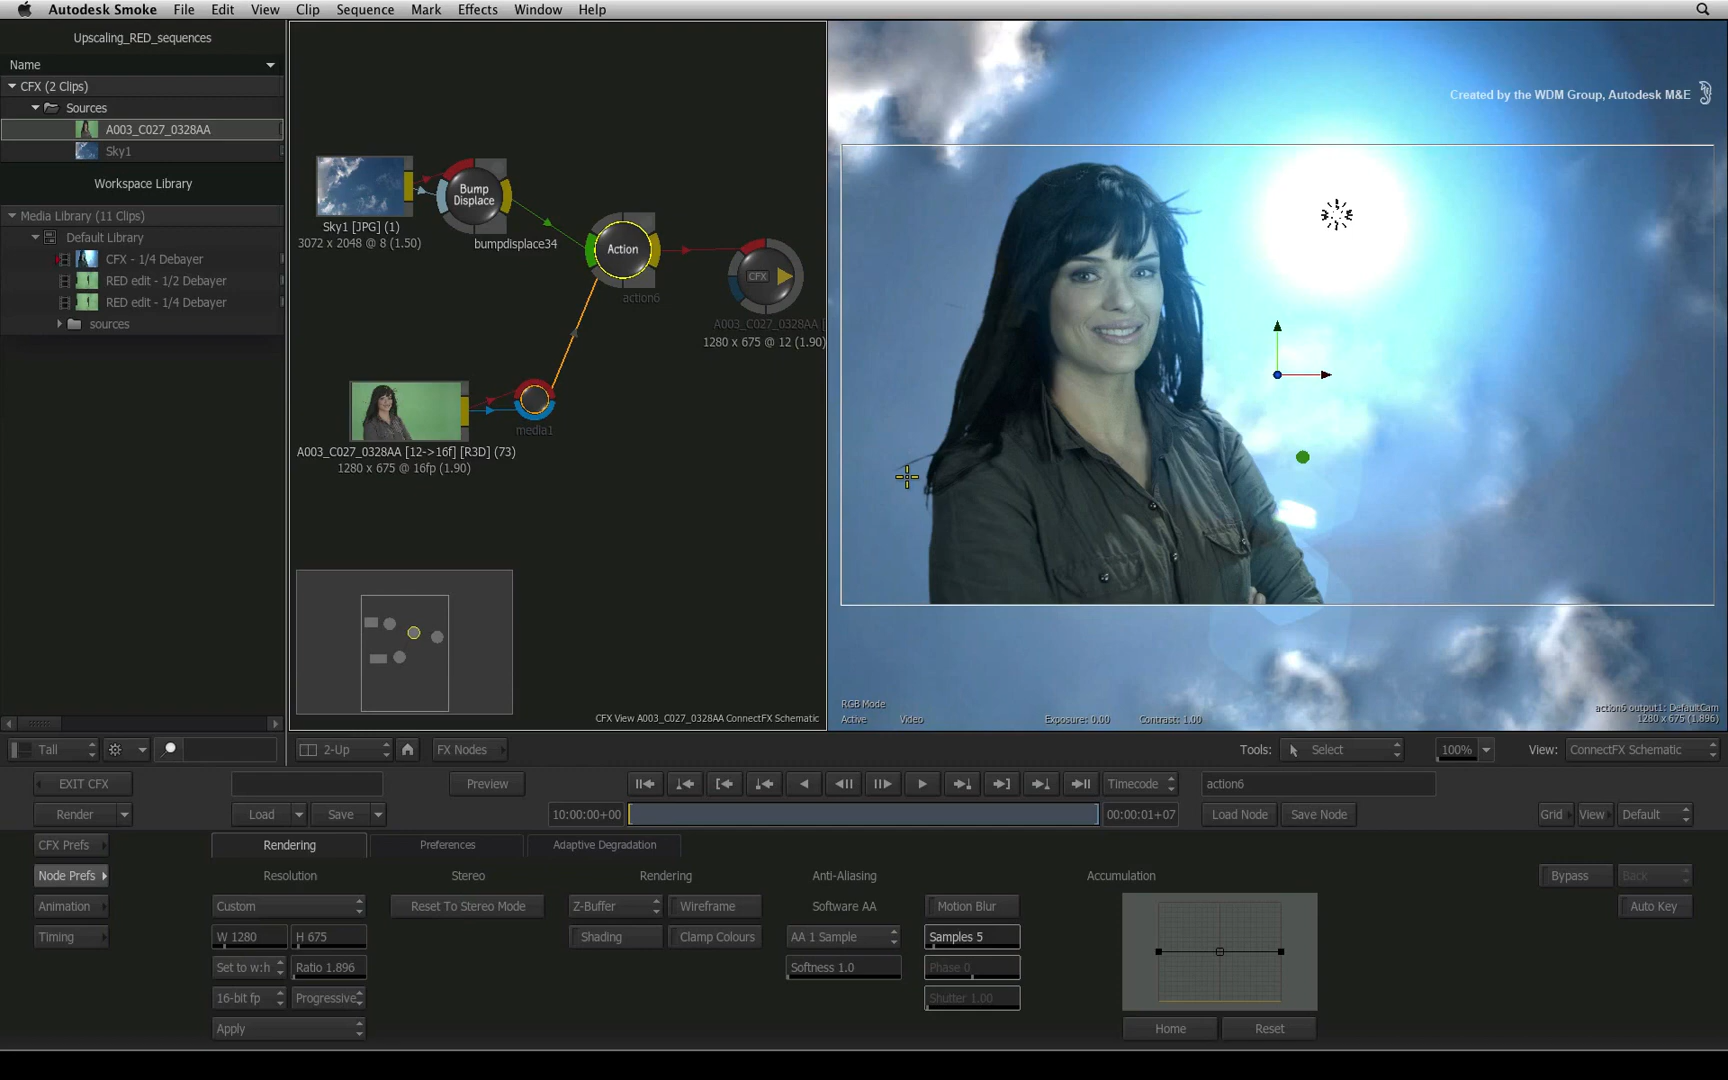 Autodesk Smoke File Edit View Clip Sequence Mark Effects Window Help
Upscaling_RED_sequences
Name
CFX (2 Clips)
Sources
A003_C027_0328AA
Sky1
Workspace Library
Media Library (11 Clips)
Default Library
CFX - 1/4 Debayer
RED edit - 1/2 Debayer
RED edit - 1/4 Debayer
sources
Bump
Displace
Sky1 [JPG] (1)
3072 x 2048 @ 8 (1.50)
bumpdisplace34
Action
action6
CFX
A003_C027_0328AA [
1280 x 675 @ 12 (1.90)
media1
A003_C027_0328AA [12->16f] [R3D] (73)
1280 x 675 @ 16fp (1.90)
CFX View A003_C027_0328AA ConnectFX Schematic
Created by the WDM Group, Autodesk M&E
RGB Mode
Active Video Exposure: 0.00 Contrast: 1.00
action6 output1: DefaultCam
1280 x 675 (1.896)
Tall 2-Up FX Nodes Tools: Select 100% View: ConnectFX Schematic
EXIT CFX Preview Timecode action6
Render Load Save 10:00:00+00 00:00:01+07 Load Node Save Node Grid View Default
CFX Prefs Rendering Preferences Adaptive Degradation
Node Prefs Resolution Stereo Rendering Anti-Aliasing Accumulation Bypass Back
Animation Custom Reset To Stereo Mode Z-Buffer Wireframe Software AA Motion Blur Auto Key
Timing W 1280 H 675 Shading Clamp Colours AA 1 Sample Samples 5
Set to w:h Ratio 1.896 Softness 1.0 Phase 0
16-bit fp Progressive Shutter 1.00
Apply Home Reset